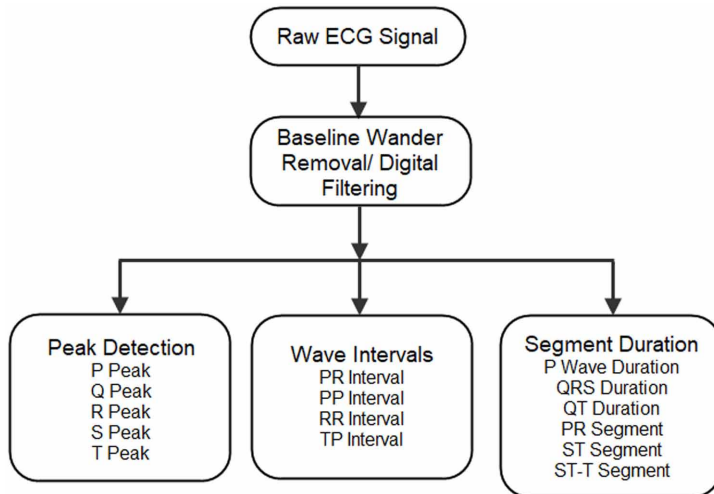 Raw ECG Signal
Baseline Wander
Removal/ Digital
Filtering
Peak Detection
P Peak
Q Peak
R Peak
S Peak
T Peak
Wave Intervals
PR Interval
PP Interval
RR Interval
TP Interval
Segment Duration
P Wave Duration
QRS Duration
QT Duration
PR Segment
ST Segment
ST-T Segment